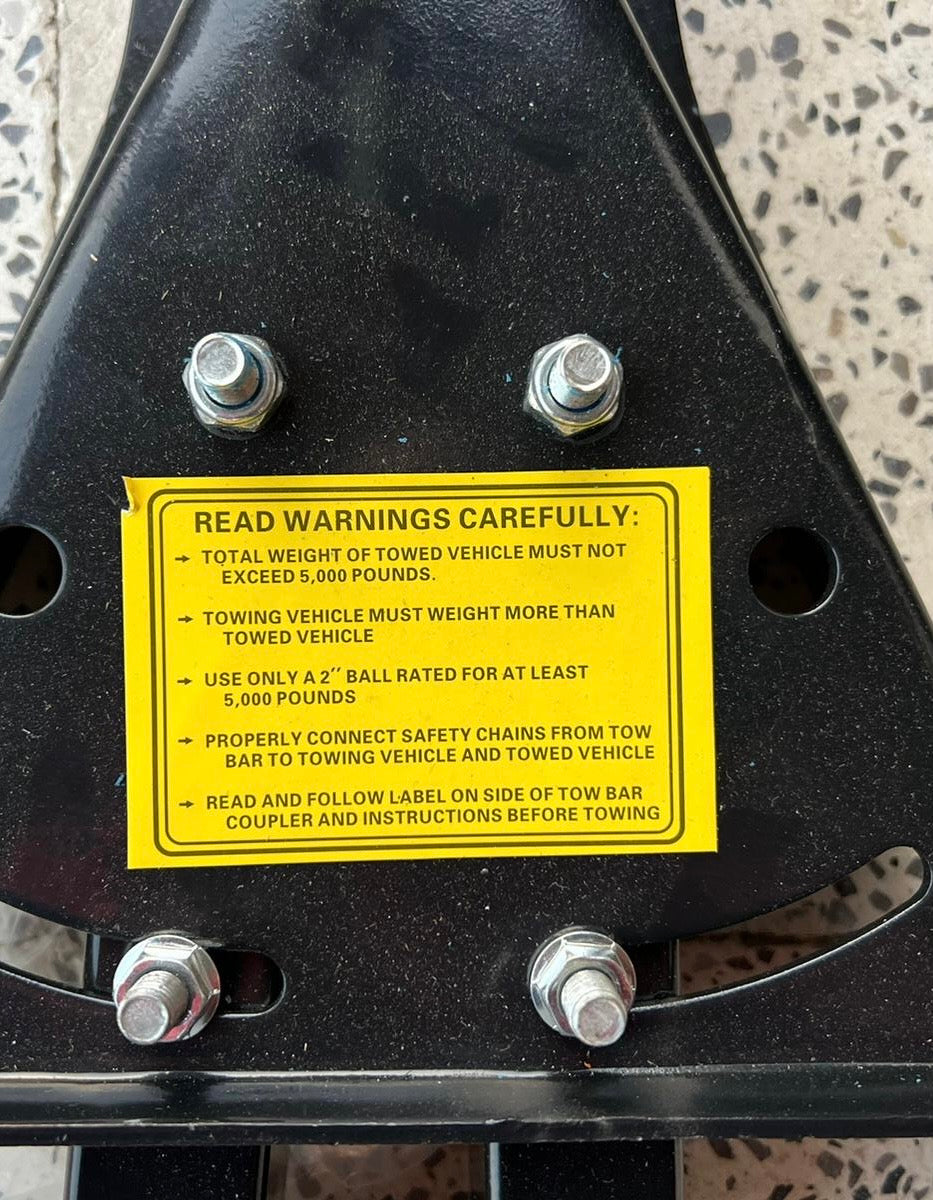 READ WARNINGS CAREFULLY:
→ TOTAL WEIGHT OF TOWED VEHICLE MUST NOT
EXCEED 5,000 POUNDS.
→ TOWING VEHICLE MUST WEIGHT MORE THAN
TOWED VEHICLE
→ USE ONLY A 2″ BALL RATED FOR AT LEAST
5,000 POUNDS
→ PROPERLY CONNECT SAFETY CHAINS FROM TOW
BAR TO TOWING VEHICLE AND TOWED VEHICLE
→ READ AND FOLLOW LABEL ON SIDE OF TOW BAR
COUPLER AND INSTRUCTIONS BEFORE TOWING